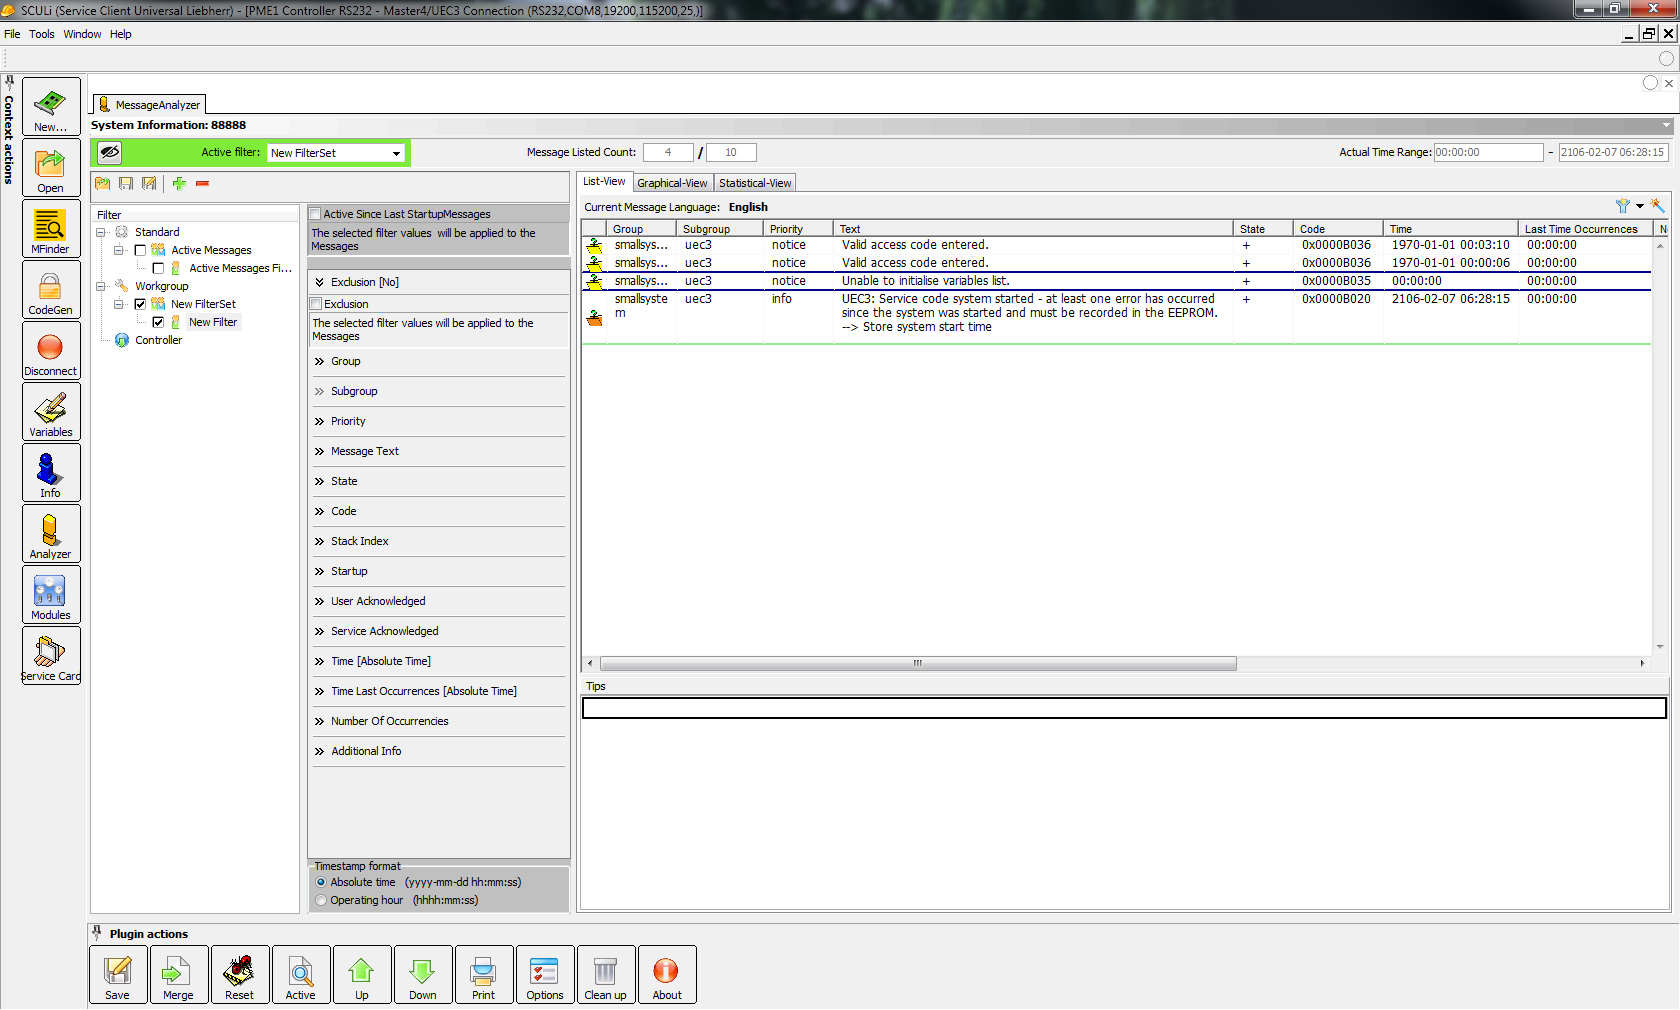 SCULi (Service Client Universal Liebherr) - [PME1 Controller RS232 - Master4/UEC3 Connection (RS232,COM8,19200,115200,25,)]
File Tools Window Help
Context actions
New...
Open
MFinder
CodeGen
Disconnect
Variables
Info
Analyzer
Modules
Service Card
MessageAnalyzer
System Information: 88888
Active filter: New FilterSet
Message Listed Count: 4 / 10
Actual Time Range: 00:00:00 - 2106-02-07 06:28:15
Filter
Standard
Active Messages
Active Messages Fi...
Workgroup
New FilterSet
New Filter
Controller
Active Since Last StartupMessages
The selected filter values will be applied to the
Messages
Exclusion [No]
Exclusion
The selected filter values will be applied to the
Messages
Group
Subgroup
Priority
Message Text
State
Code
Stack Index
Startup
User Acknowledged
Service Acknowledged
Time [Absolute Time]
Time Last Occurrences [Absolute Time]
Number Of Occurrencies
Additional Info
Timestamp format
Absolute time (yyyy-mm-dd hh:mm:ss)
Operating hour (hhhh:mm:ss)
List-View Graphical-View Statistical-View
Current Message Language: English
Group Subgroup Priority Text State Code Time Last Time Occurrences N
smallsys... uec3 notice Valid access code entered. + 0x0000B036 1970-01-01 00:03:10 00:00:00
smallsys... uec3 notice Valid access code entered. + 0x0000B036 1970-01-01 00:00:06 00:00:00
smallsys... uec3 notice Unable to initialise variables list. + 0x0000B035 00:00:00 00:00:00
smallsyste uec3 info UEC3: Service code system started - at least one error has occurred + 0x0000B020 2106-02-07 06:28:15 00:00:00
m since the system was started and must be recorded in the EEPROM.
--> Store system start time
Tips
Plugin actions
Save Merge Reset Active Up Down Print Options Clean up About